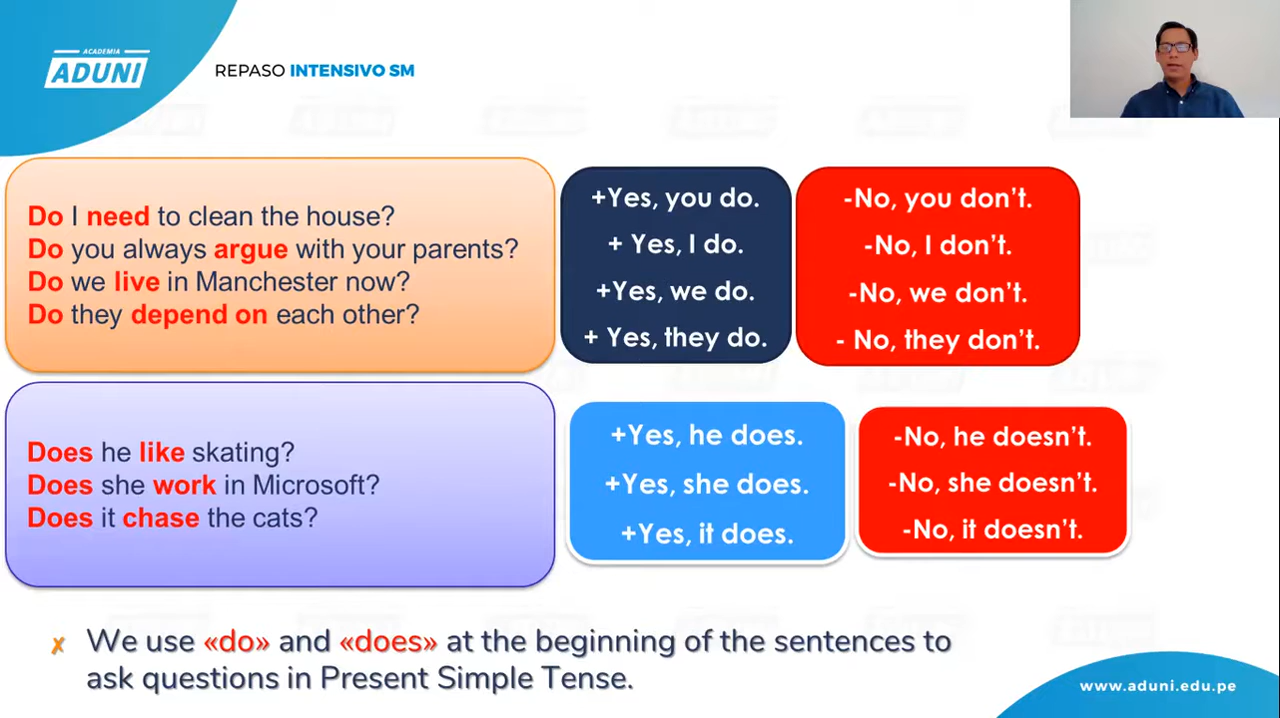 ACADEMIA
ADUNI
REPASO INTENSIVO SM
Do I need to clean the house?
Do you always argue with your parents?
Do we live in Manchester now?
Do they depend on each other?
+Yes, you do.
+ Yes, I do.
+Yes, we do.
+ Yes, they do.
-No, you don’t.
-No, I don’t.
-No, we don’t.
- No, they don’t.
Does he like skating?
Does she work in Microsoft?
Does it chase the cats?
+Yes, he does.
+Yes, she does.
+Yes, it does.
-No, he doesn’t.
-No, she doesn’t.
-No, it doesn’t.
We use «do» and «does» at the beginning of the sentences to
ask questions in Present Simple Tense.
www.aduni.edu.pe